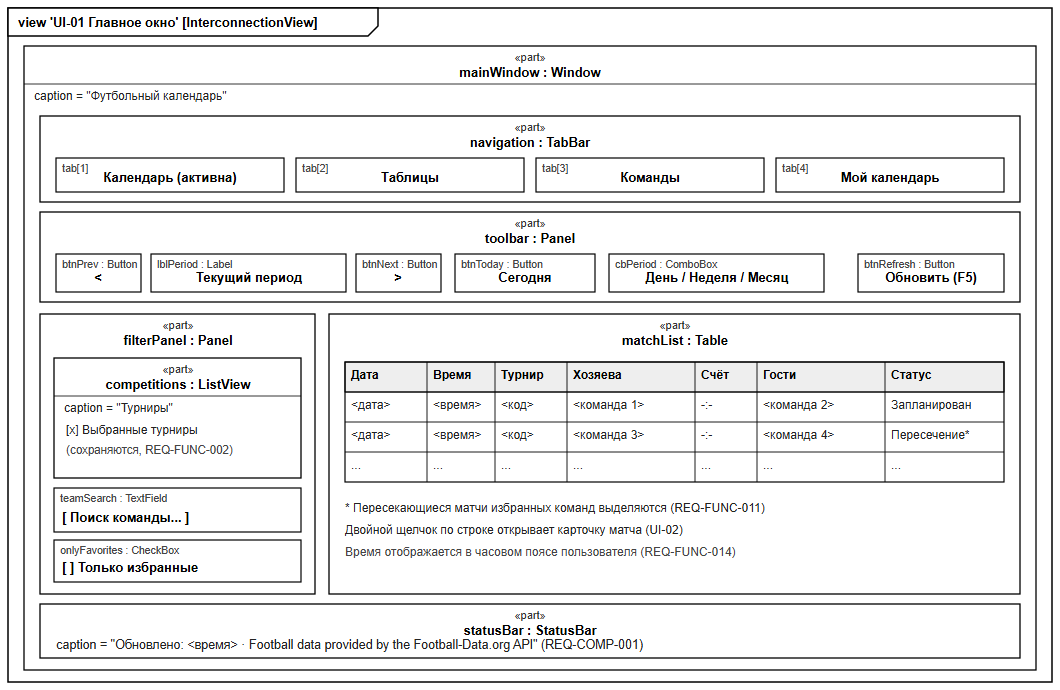 view 'UI-01 Главное окно' [InterconnectionView]
«part»
mainWindow : Window
caption = "Футбольный календарь"
«part»
navigation : TabBar
tab[1]
Календарь (активна)
tab[2]
Таблицы
tab[3]
Команды
tab[4]
Мой календарь
«part»
toolbar : Panel
btnPrev : Button
<
lblPeriod : Label
Текущий период
btnNext : Button
>
btnToday : Button
Сегодня
cbPeriod : ComboBox
День / Неделя / Месяц
btnRefresh : Button
Обновить (F5)
«part»
filterPanel : Panel
«part»
competitions : ListView
caption = "Турниры"
[x] Выбранные турниры
(сохраняются, REQ-FUNC-002)
teamSearch : TextField
[ Поиск команды... ]
onlyFavorites : CheckBox
[ ] Только избранные
«part»
matchList : Table
Дата Время Турнир Хозяева Счёт Гости Статус
<дата> <время> <код> <команда 1> -:- <команда 2> Запланирован
<дата> <время> <код> <команда 3> -:- <команда 4> Пересечение*
... ... ... ... ... ... ...
* Пересекающиеся матчи избранных команд выделяются (REQ-FUNC-011)
Двойной щелчок по строке открывает карточку матча (UI-02)
Время отображается в часовом поясе пользователя (REQ-FUNC-014)
«part»
statusBar : StatusBar
caption = "Обновлено: <время> · Football data provided by the Football-Data.org API" (REQ-COMP-001)